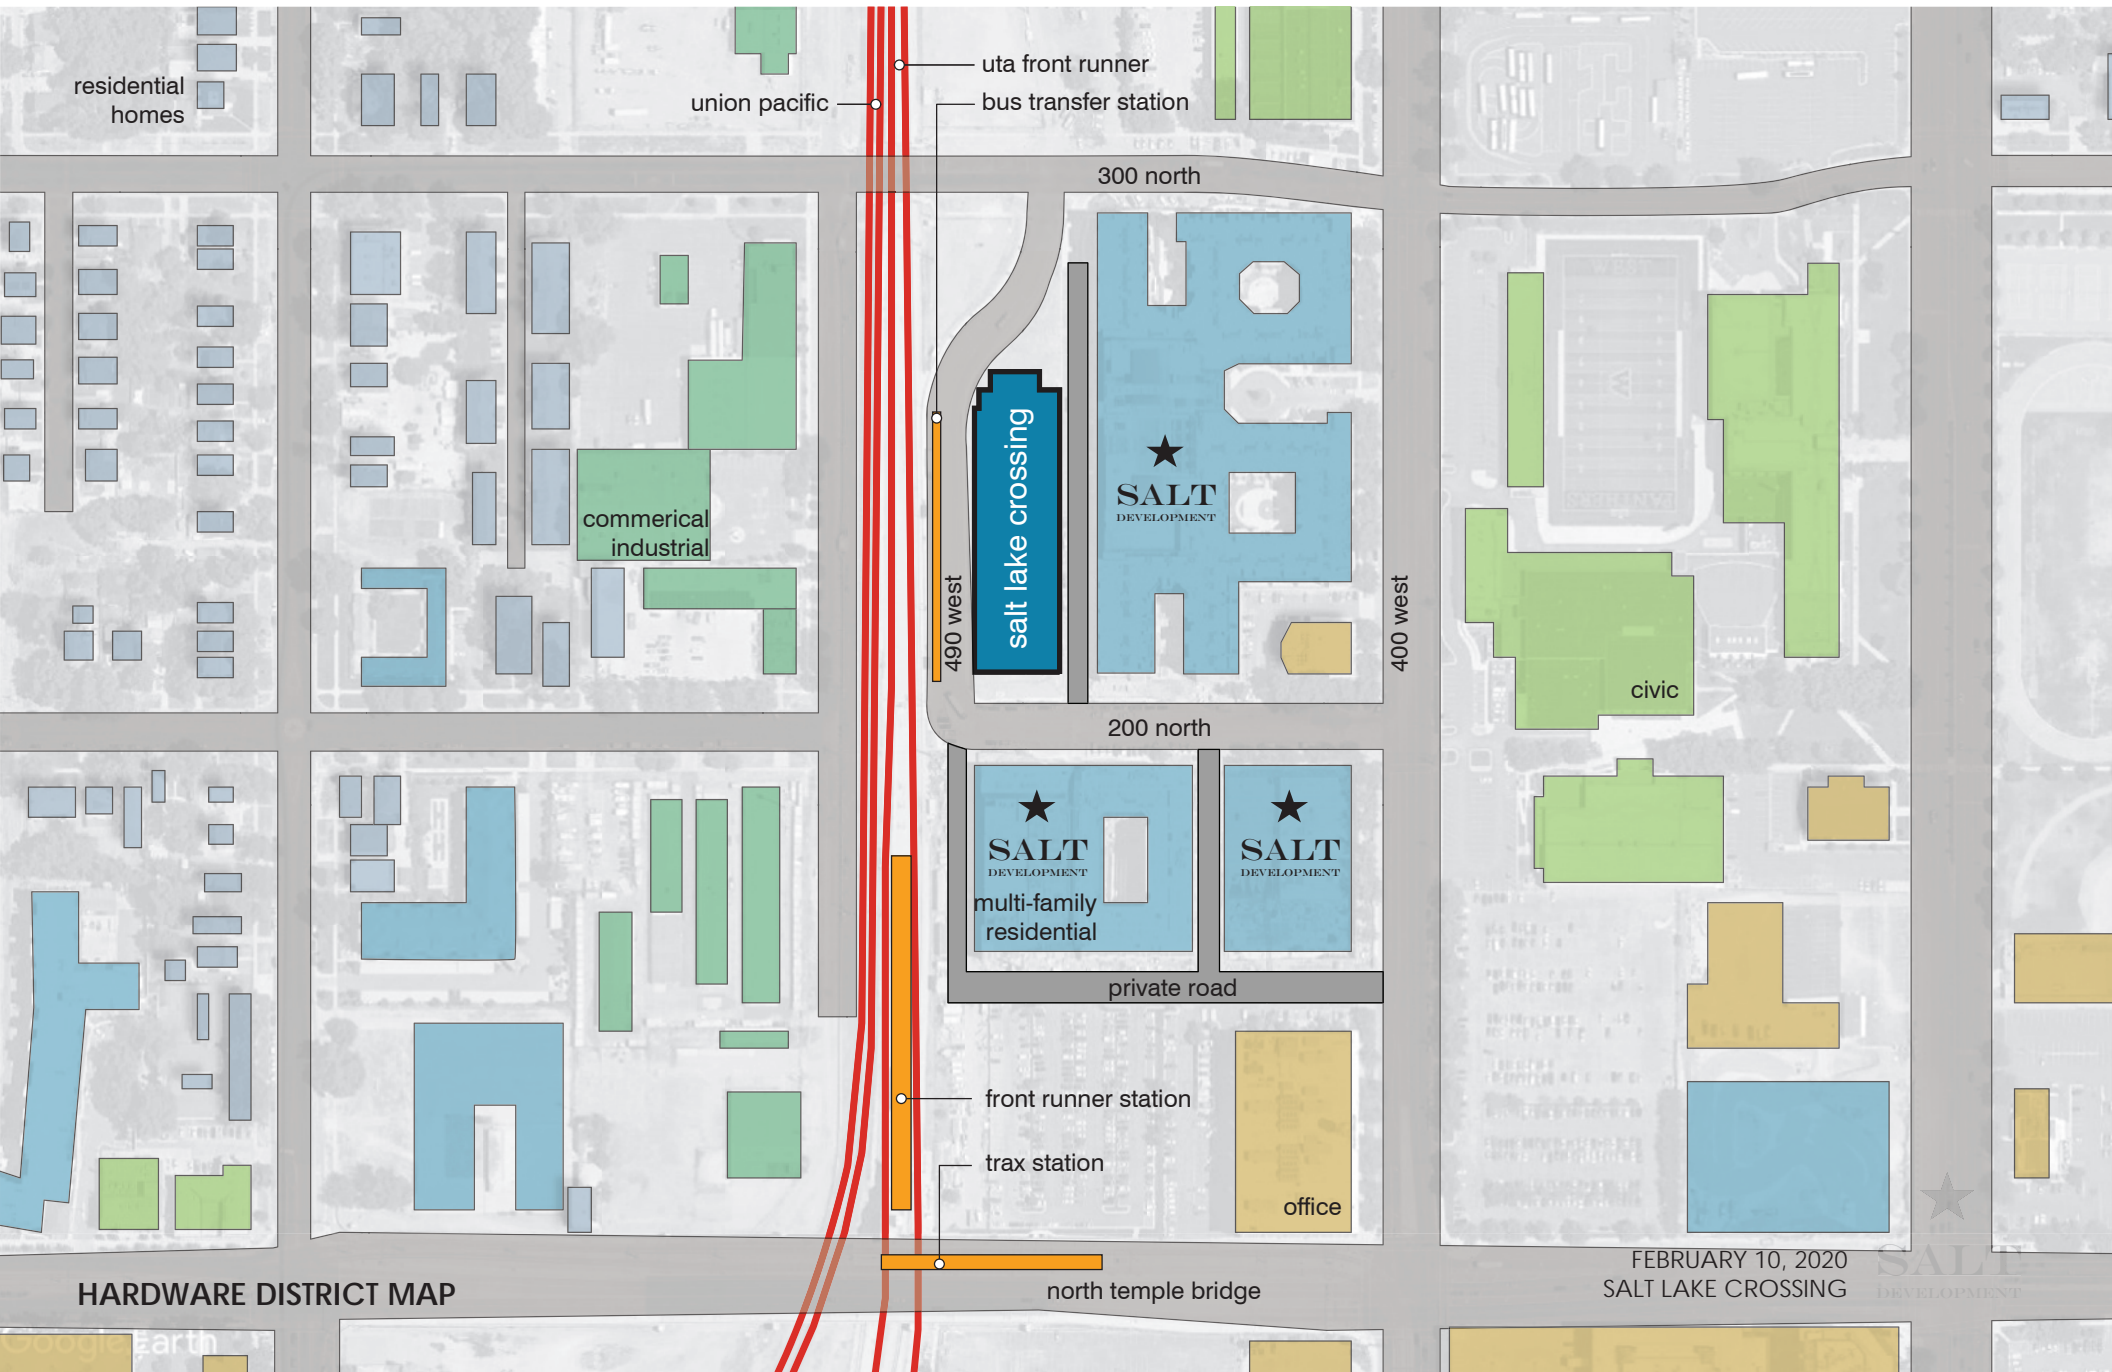 residential
homes
union pacific
uta front runner
bus transfer station
300 north
WEST
W
salt lake crossing
SALT
DEVELOPMENT
commerical
industrial
490 west
400 west
civic
200 north
SALT
DEVELOPMENT
SALT
DEVELOPMENT
multi-family
residential
private road
front runner station
trax station
office
north temple bridge
HARDWARE DISTRICT MAP
FEBRUARY 10, 2020
SALT LAKE CROSSING
SALT
DEVELOPMENT
Google Earth